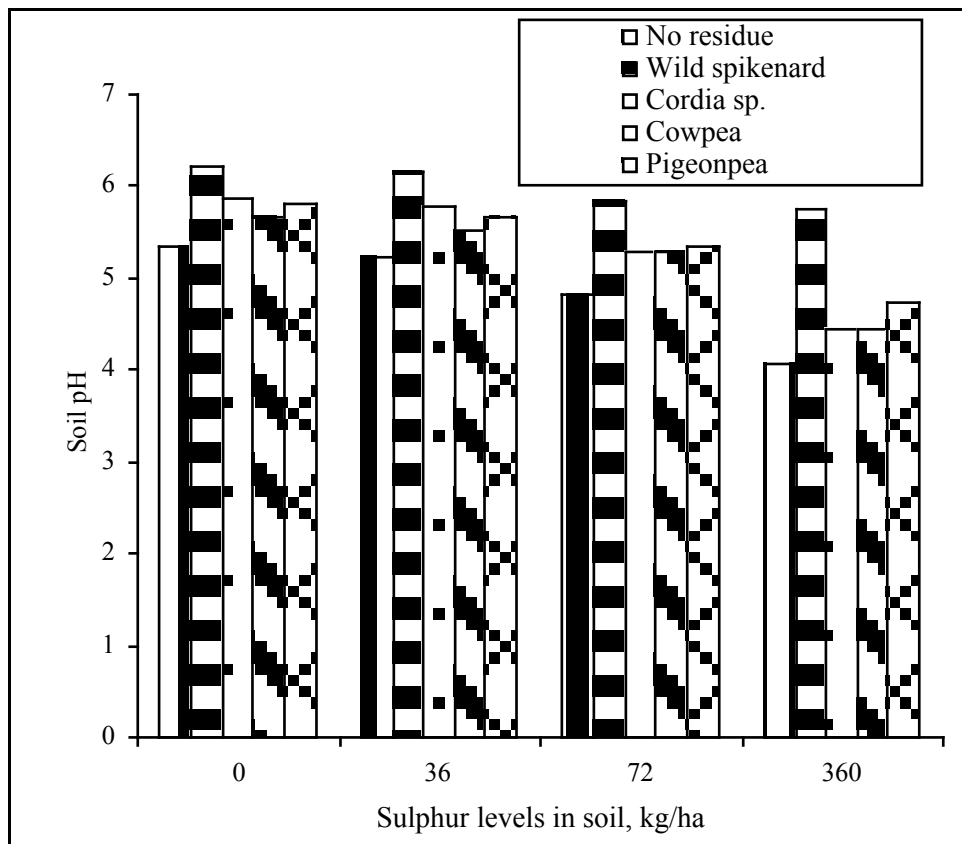 No residue
Wild spikenard
Cordia sp.
Cowpea
Pigeonpea
7
6
5
4
3
2
1
0
Soil pH
0 36 72 360
Sulphur levels in soil, kg/ha